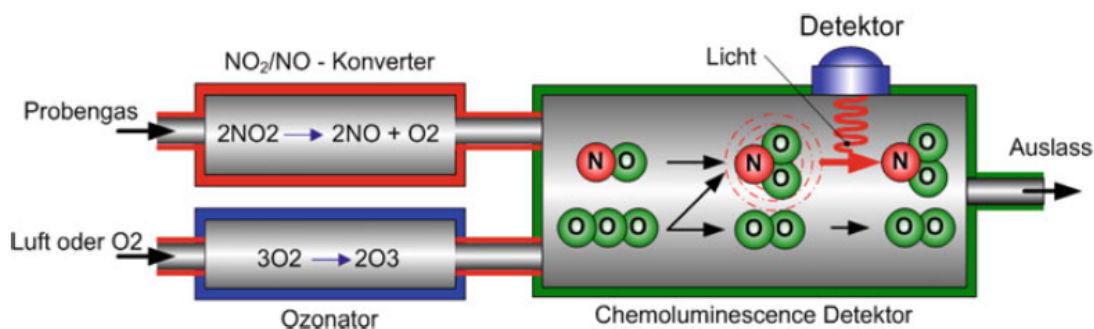 NO₂/NO - Konverter
Probengas
2NO2 → 2NO + O2
Luft oder O2
3O2 → 2O3
Ozonator
Detektor
Licht
N O
N O O
N O O
O O O
O O
O O
Auslass
Chemoluminescence Detektor